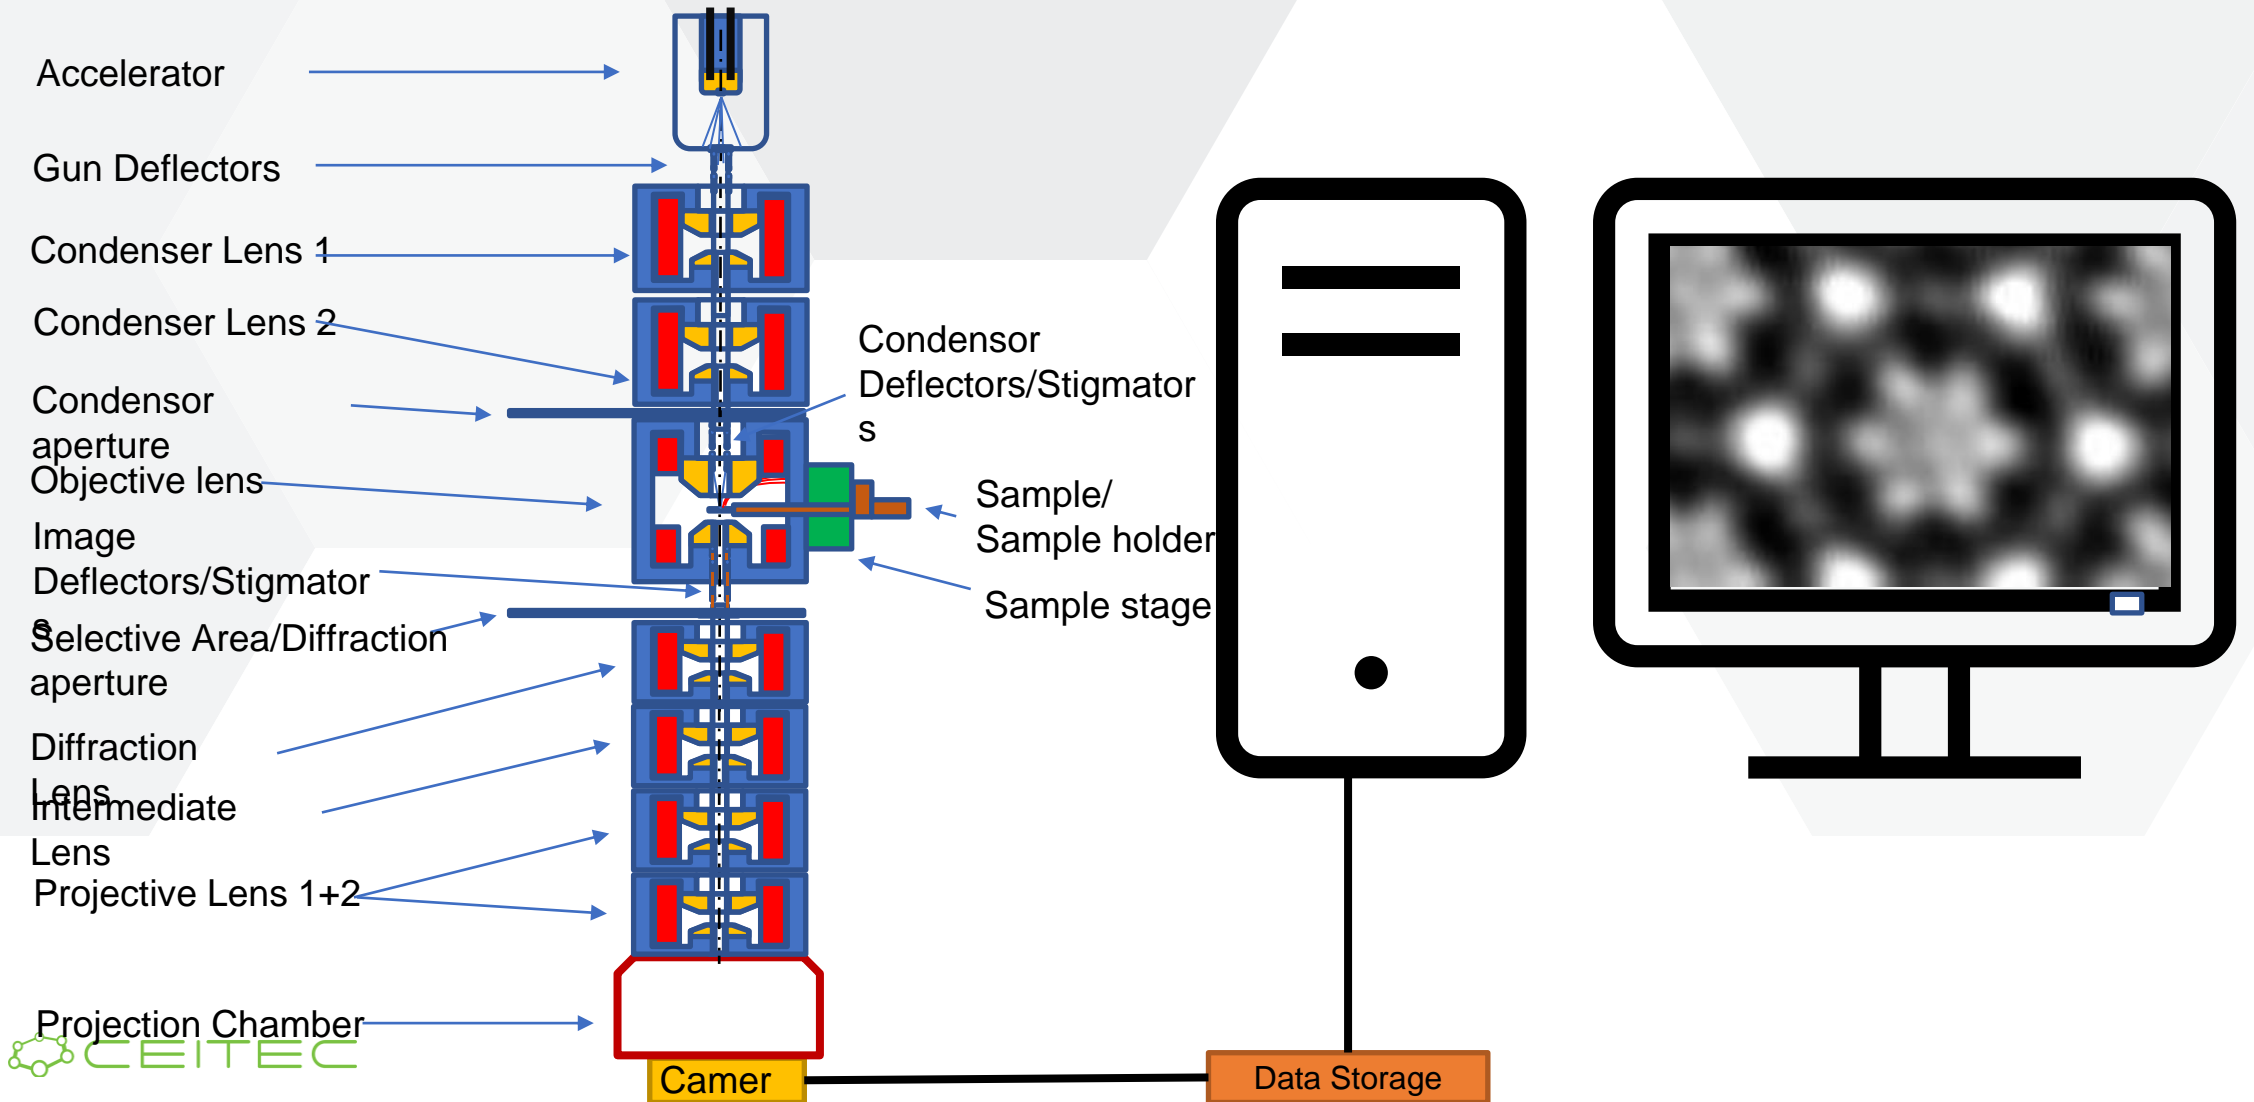 Accelerator
Gun Deflectors
Condenser Lens 1
Condenser Lens 2
Condensor
aperture
Objective lens
Image
Deflectors/Stigmator
s
Selective Area/Diffraction
aperture
Diffraction
Lens
Intermediate
Lens
Projective Lens 1+2
Projection Chamber
CEITEC
Condensor
Deflectors/Stigmator
s
Sample/
Sample holder
Sample stage
Camer
Data Storage